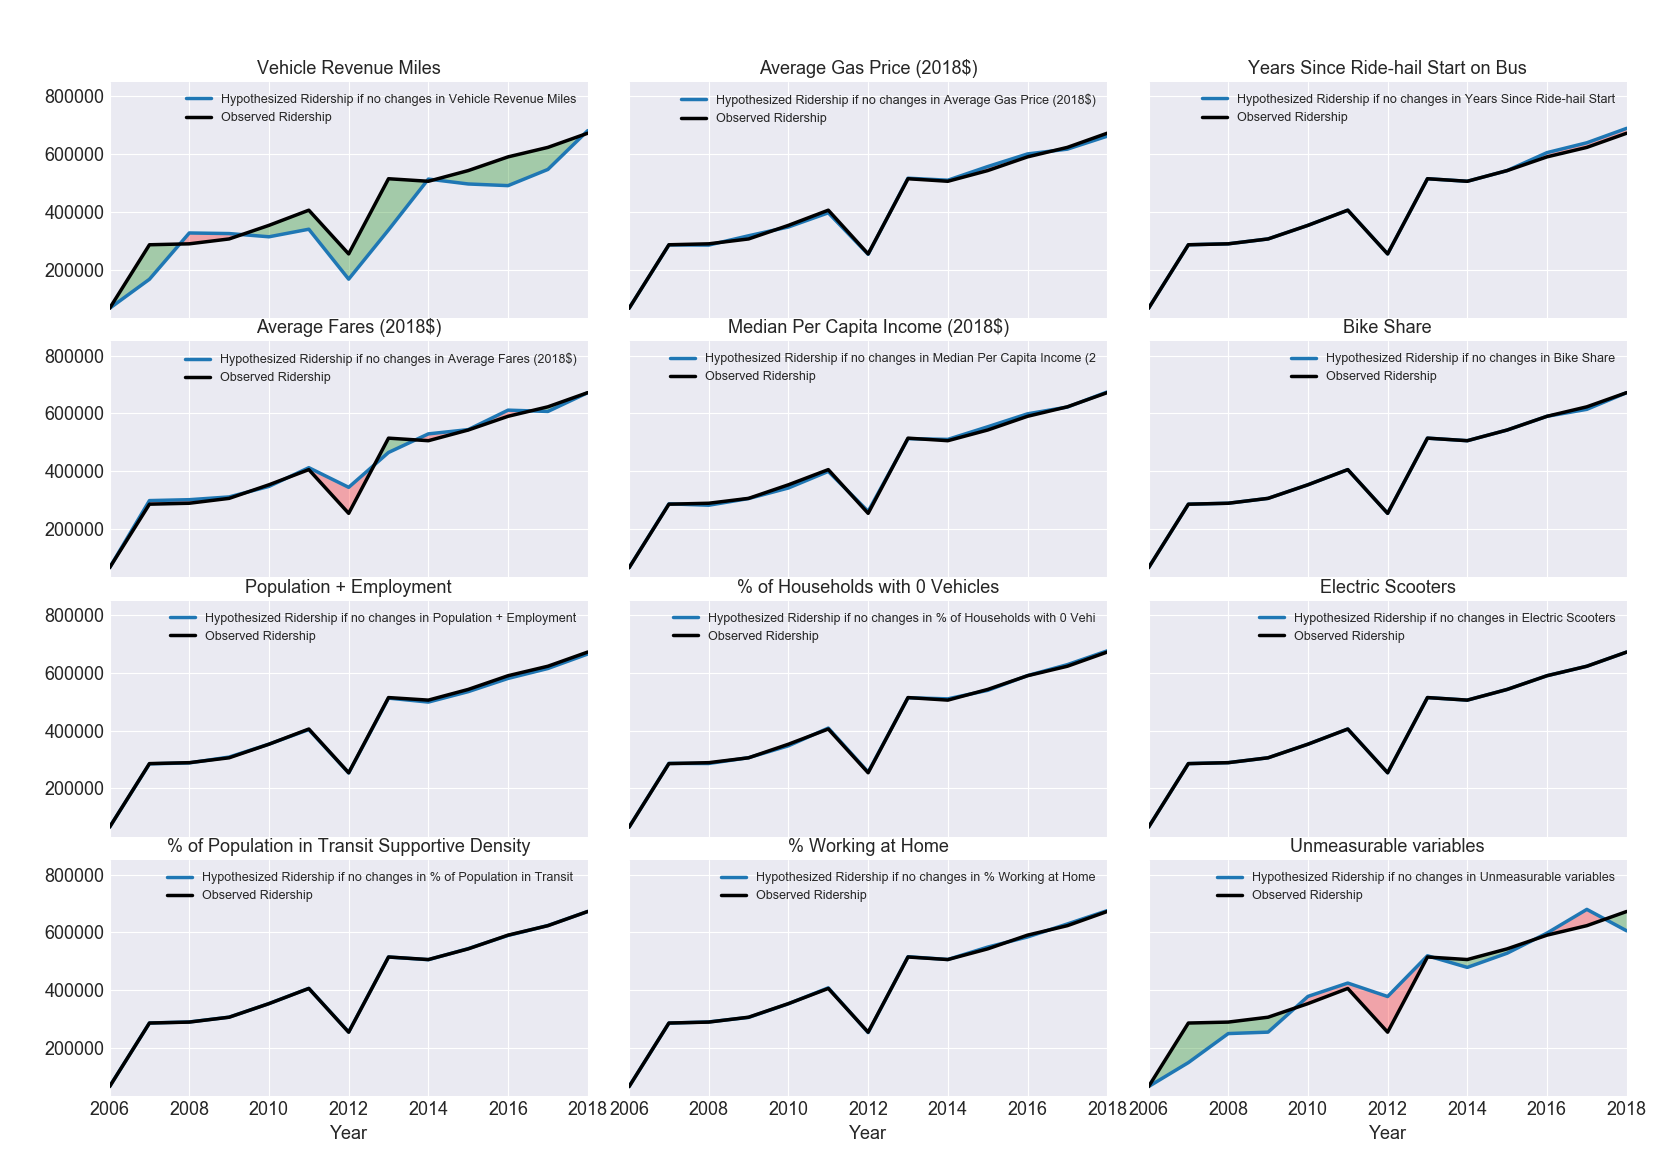 Vehicle Revenue Miles
800000
600000
400000
200000
Hypothesized Ridership if no changes in Vehicle Revenue Miles
Observed Ridership
Average Gas Price (2018$)
Hypothesized Ridership if no changes in Average Gas Price (2018$)
Observed Ridership
Years Since Ride-hail Start on Bus
Hypothesized Ridership if no changes in Years Since Ride-hail Start
Observed Ridership
Average Fares (2018$)
800000
600000
400000
200000
Hypothesized Ridership if no changes in Average Fares (2018$)
Observed Ridership
Median Per Capita Income (2018$)
Hypothesized Ridership if no changes in Median Per Capita Income (2
Observed Ridership
Bike Share
Hypothesized Ridership if no changes in Bike Share
Observed Ridership
Population + Employment
800000
600000
400000
200000
Hypothesized Ridership if no changes in Population + Employment
Observed Ridership
% of Households with 0 Vehicles
Hypothesized Ridership if no changes in % of Households with 0 Vehi
Observed Ridership
Electric Scooters
Hypothesized Ridership if no changes in Electric Scooters
Observed Ridership
% of Population in Transit Supportive Density
800000
600000
400000
200000
Hypothesized Ridership if no changes in % of Population in Transit
Observed Ridership
2006 2008 2010 2012 2014 2016 2018
Year
% Working at Home
Hypothesized Ridership if no changes in % Working at Home
Observed Ridership
2006 2008 2010 2012 2014 2016 2018
Year
Unmeasurable variables
Hypothesized Ridership if no changes in Unmeasurable variables
Observed Ridership
2006 2008 2010 2012 2014 2016 2018
Year